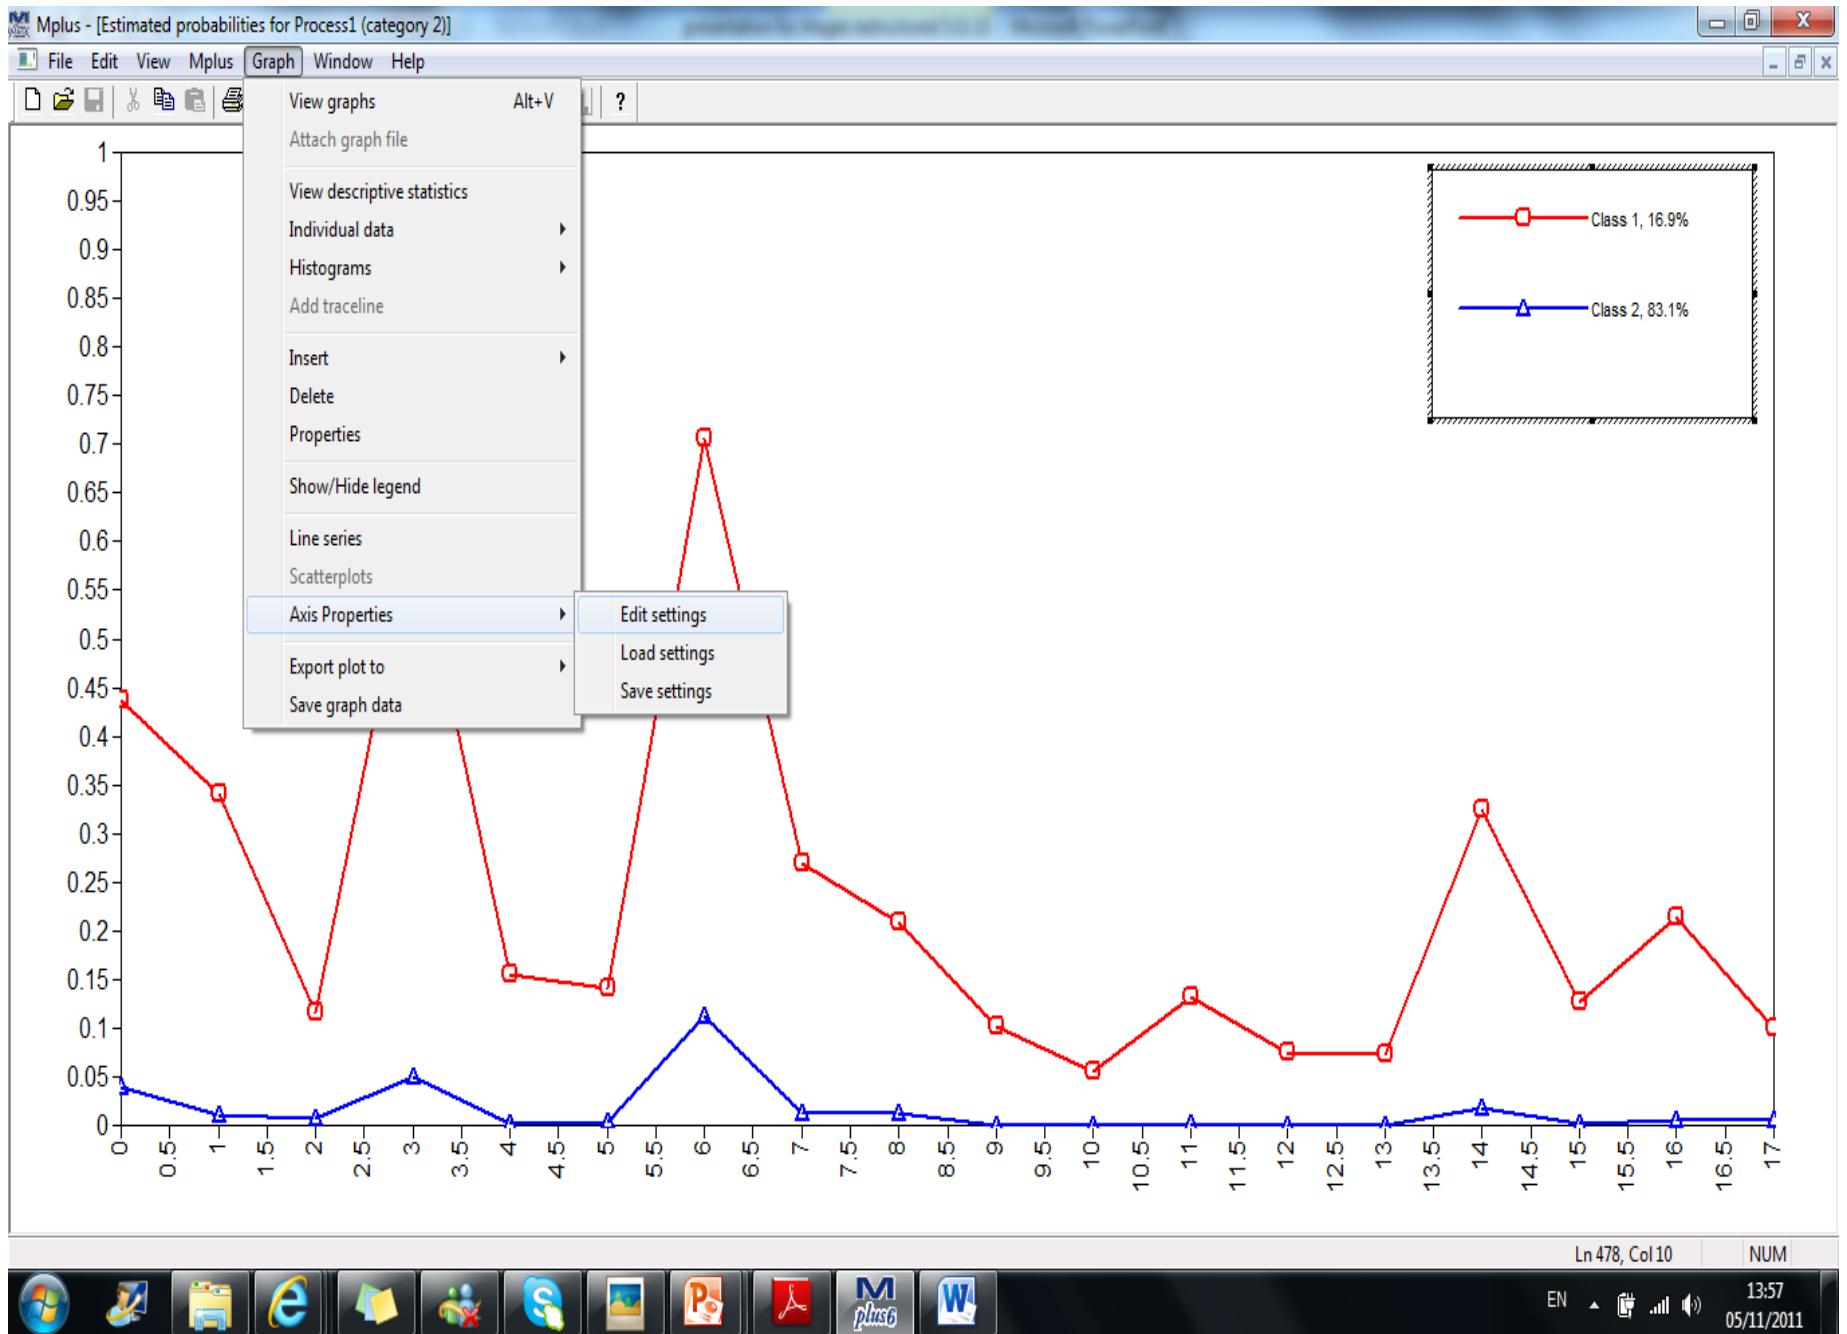 Mplus - [Estimated probabilities for Process1 (category 2)]
File Edit View Mplus Graph Window Help
View graphs Alt+V
Attach graph file
View descriptive statistics
Individual data
Histograms
Add traceline
Insert
Delete
Properties
Show/Hide legend
Line series
Scatterplots
Axis Properties
Export plot to
Save graph data
Edit settings
Load settings
Save settings
Class 1, 16.9%
Class 2, 83.1%
1
0.95
0.9
0.85
0.8
0.75
0.7
0.65
0.6
0.55
0.5
0.45
0.4
0.35
0.3
0.25
0.2
0.15
0.1
0.05
0
0 0.5 1 1.5 2 2.5 3 3.5 4 4.5 5 5.5 6 6.5 7 7.5 8 8.5 9 9.5 10 10.5 11 11.5 12 12.5 13 13.5 14 14.5 15 15.5 16 16.5 17
Ln 478, Col 10 NUM
M
plus6
EN
13:57
05/11/2011